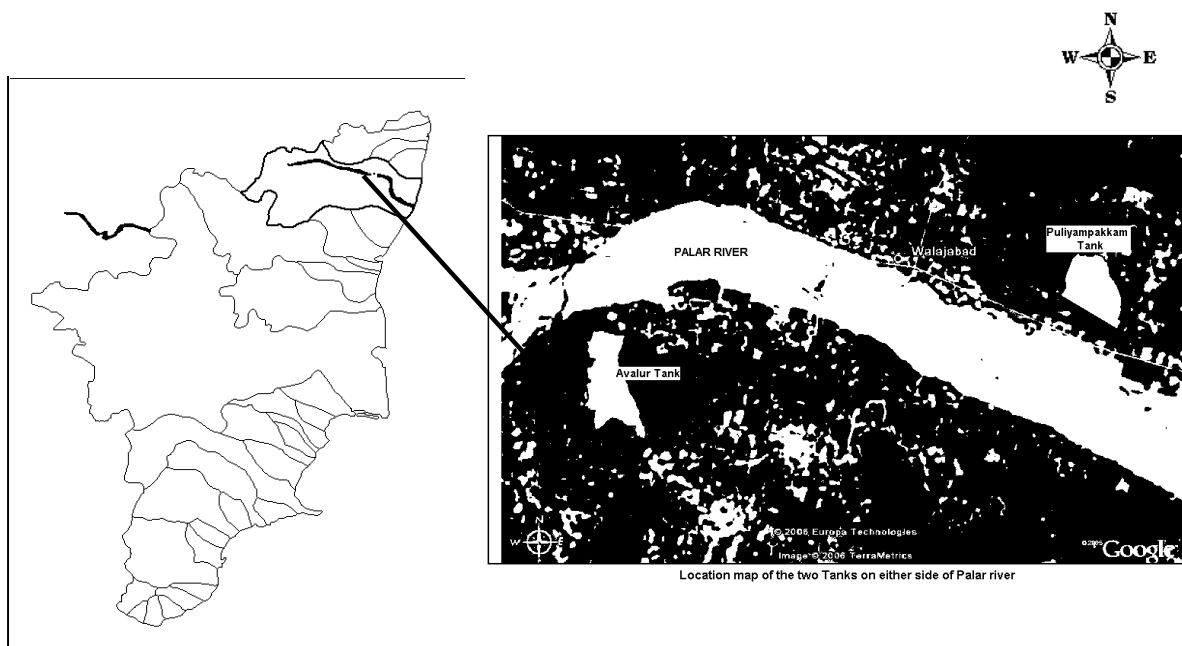 N
W E
S
PALAR RIVER
Walajabad
Puliyampakkam
Tank
Avalur Tank
N
W E
© 2006 Europa Technologies
Image © 2006 TerraMetrics
Google
Location map of the two Tanks on either side of Palar river